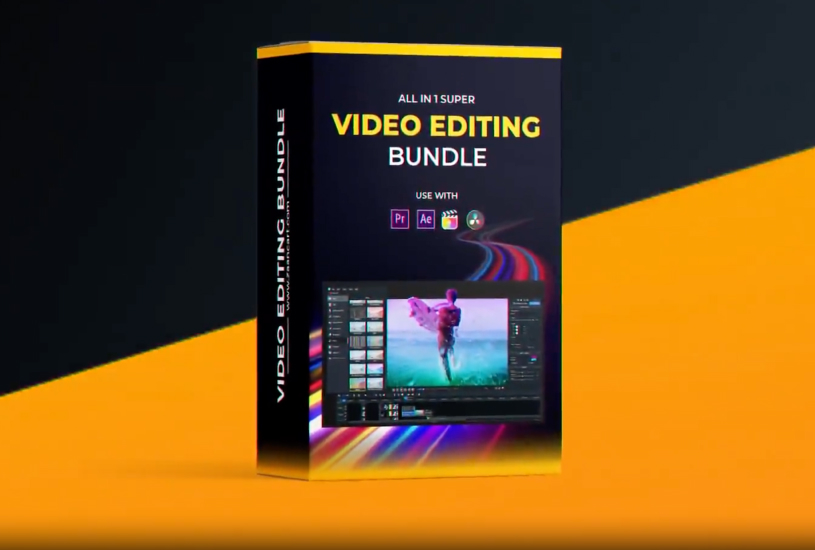 ALL IN 1 SUPER
VIDEO EDITING
BUNDLE
USE WITH
Pr
Ae
VIDEO EDITING BUNDLE